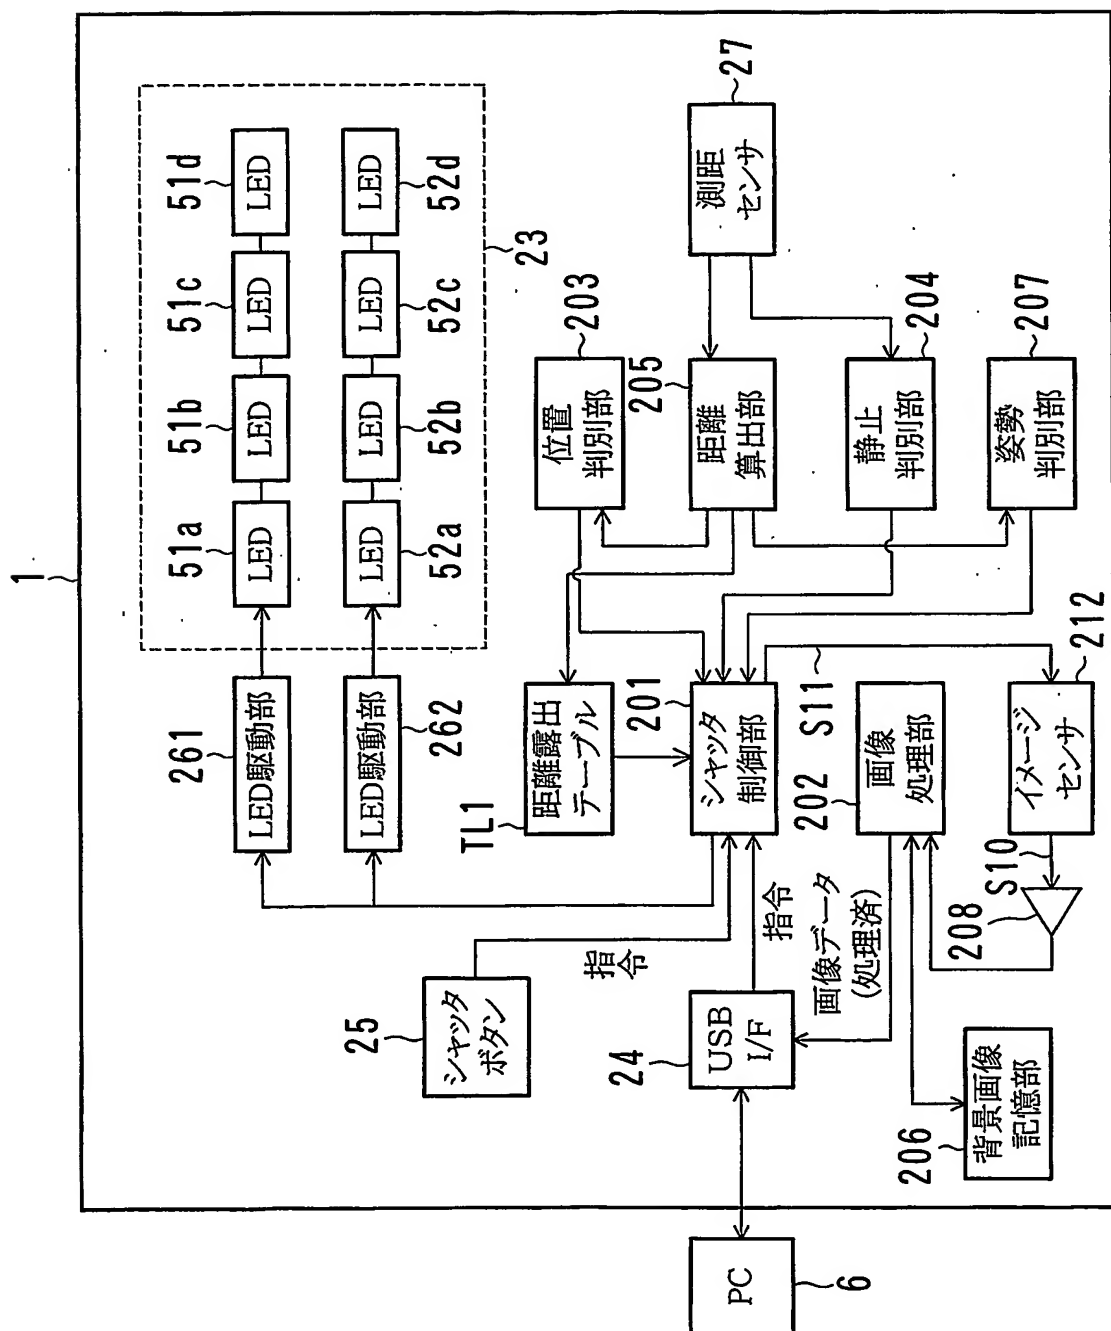 1
261
LED駆動部
262
LED駆動部
51a
LED
51b
LED
51c
LED
51d
LED
52a
LED
52b
LED
52c
LED
52d
LED
23
25
シャッタ
ボタン
指令
TL1
距離露出
テーブル
203
位置
判別部
27
測距
センサ
205
距離
算出部
204
静止
判別部
207
姿勢
判別部
201
シャッタ
制御部
S11
24
USB
I/F
指令
画像データ
(処理済)
202
画像
処理部
212
イメージ
センサ
S10
208
206
背景画像
記憶部
PC
6